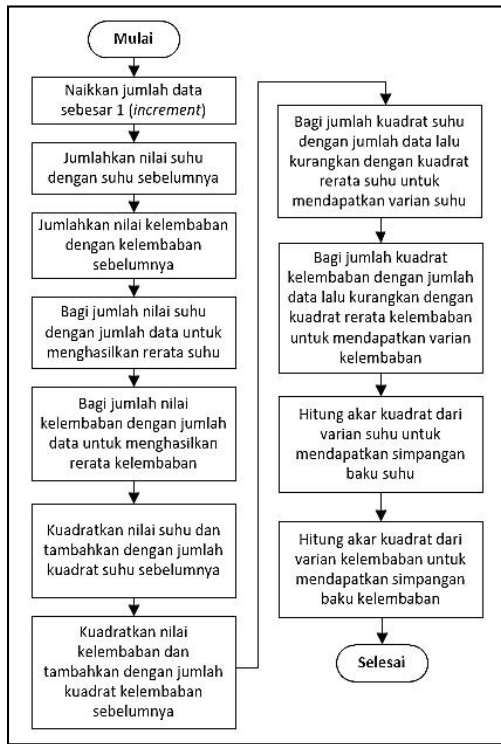 Mulai
Naikkan jumlah data
sebesar 1 (increment)
Jumlahkan nilai suhu
dengan suhu sebelumnya
Jumlahkan nilai kelembaban
dengan kelembaban
sebelumnya
Bagi jumlah nilai suhu
dengan jumlah data untuk
menghasilkan rerata suhu
Bagi jumlah nilai
kelembaban dengan jumlah
data untuk menghasilkan
rerata kelembaban
Kuadratkan nilai suhu dan
tambahkan dengan jumlah
kuadrat suhu sebelumnya
Kuadratkan nilai
kelembaban dan
tambahkan dengan jumlah
kuadrat kelembaban
sebelumnya
Bagi jumlah kuadrat suhu
dengan jumlah data lalu
kurangkan dengan kuadrat
rerata suhu untuk
mendapatkan varian suhu
Bagi jumlah kuadrat
kelembaban dengan jumlah
data lalu kurangkan dengan
kuadrat rerata kelembaban
untuk mendapatkan varian
kelembaban
Hitung akar kuadrat dari
varian suhu untuk
mendapatkan simpangan
baku suhu
Hitung akar kuadrat dari
varian kelembaban untuk
mendapatkan simpangan
baku kelembaban
Selesai